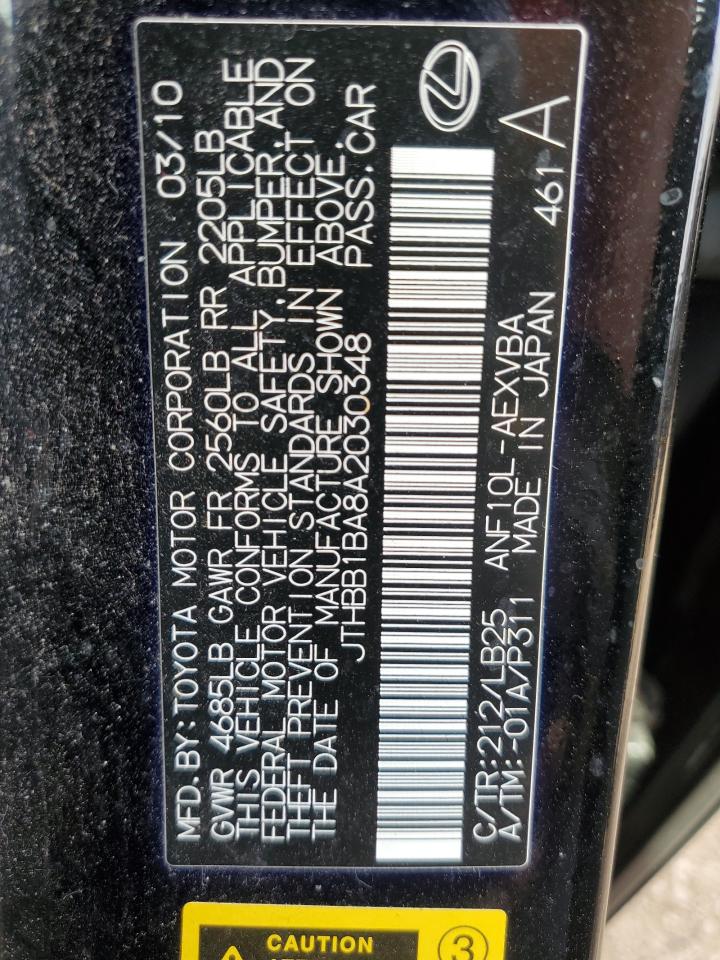 MFD.BY:TOYOTA MOTOR CORPORATION 03/10
GVWR 4685LB GAWR FR 2560LB RR 2205LB
THIS VEHICLE CONFORMS TO ALL APPLICABLE
FEDERAL MOTOR VEHICLE SAFETY,BUMPER,AND
THEFT PREVENTION STANDARDS IN EFFECT ON
THE DATE OF MANUFACTURE SHOWN ABOVE.
JTHBB1BA8A2030348 PASS.CAR
C/TR:212/LB25 ANF10L-AEXVBA
A/TM:-01A/P311 MADE IN JAPAN 461 A
CAUTION
3